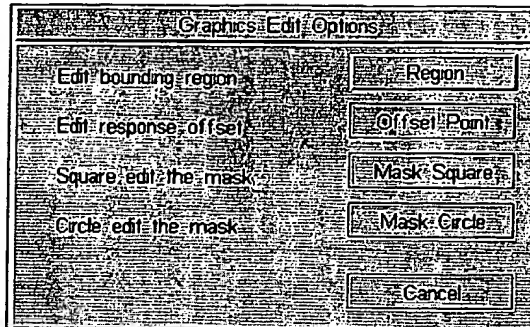 Graphics Edit Options
Edit bounding region
Region
Edit response offset
Offset Point
Square edit the mask
Mask Square
Circle edit the mask
Mask Circle
Cancel